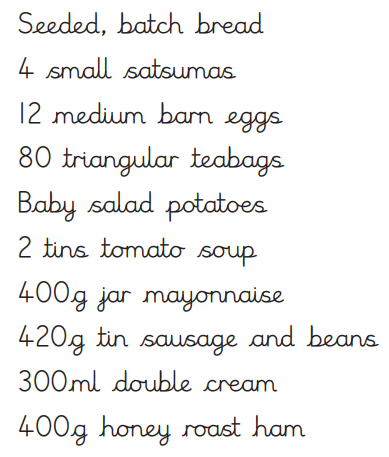 Seeded, batch bread
4 small satsumas
12 medium barn eggs
80 triangular teabags
Baby salad potatoes
2 tins tomato soup
400g jar mayonnaise
420g tin sausage and beans
300ml double cream
400g honey roast ham